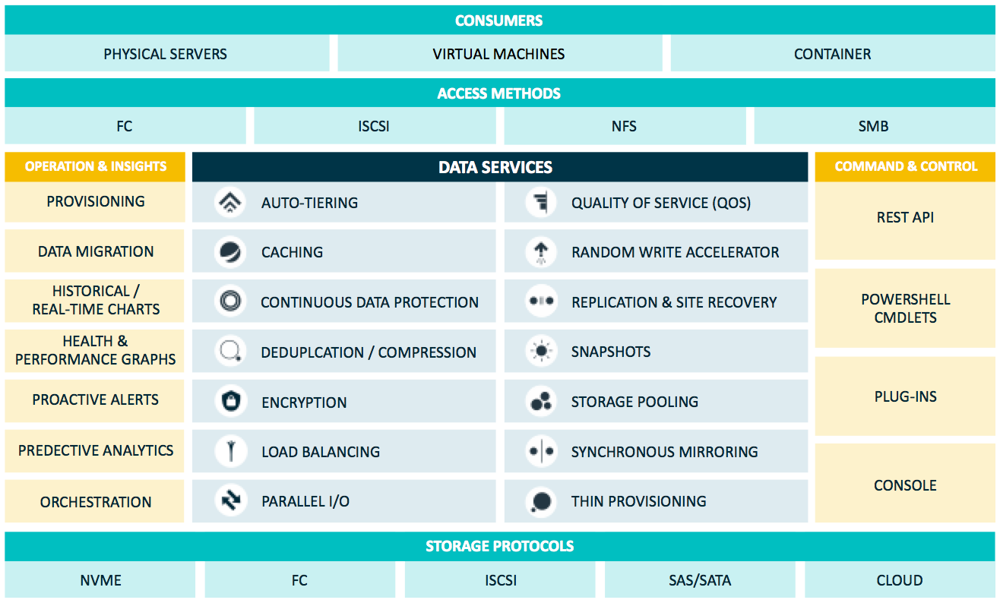 CONSUMERS
PHYSICAL SERVERS
VIRTUAL MACHINES
CONTAINER
ACCESS METHODS
FC
ISCSI
NFS
SMB
OPERATION & INSIGHTS
PROVISIONING
DATA MIGRATION
HISTORICAL /
REAL-TIME CHARTS
HEALTH &
PERFORMANCE GRAPHS
PROACTIVE ALERTS
PREDECTIVE ANALYTICS
ORCHESTRATION
DATA SERVICES
AUTO-TIERING
CACHING
CONTINUOUS DATA PROTECTION
DEDUPLCATION / COMPRESSION
ENCRYPTION
LOAD BALANCING
PARALLEL I/O
QUALITY OF SERVICE (QOS)
RANDOM WRITE ACCELERATOR
REPLICATION & SITE RECOVERY
SNAPSHOTS
STORAGE POOLING
SYNCHRONOUS MIRRORING
THIN PROVISIONING
COMMAND & CONTROL
REST API
POWERSHELL
CMDLETS
PLUG-INS
CONSOLE
STORAGE PROTOCOLS
NVME
FC
ISCSI
SAS/SATA
CLOUD